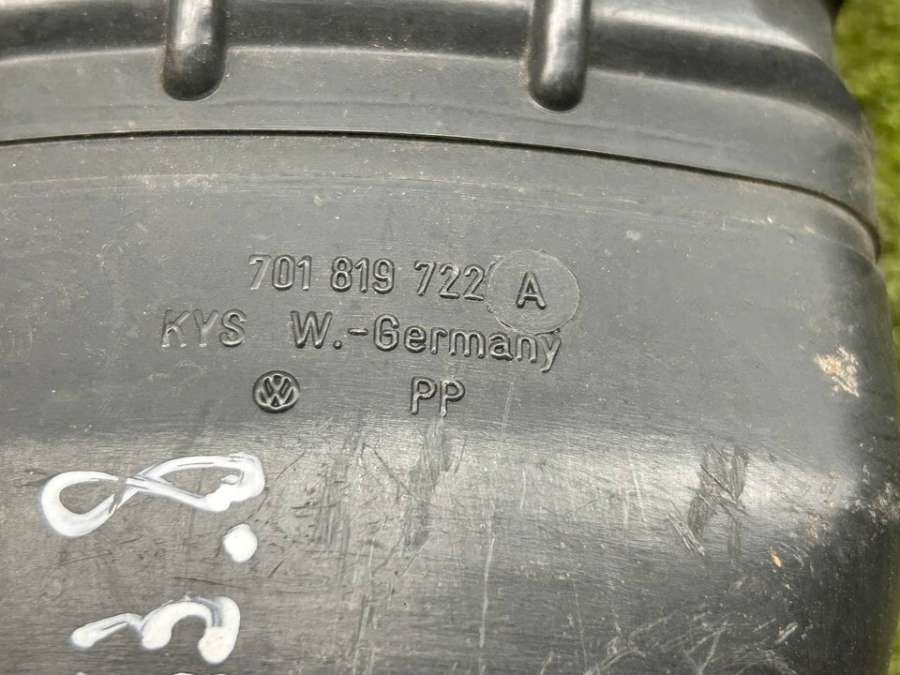 701 819 722 A
KYS W.-Germany
PP